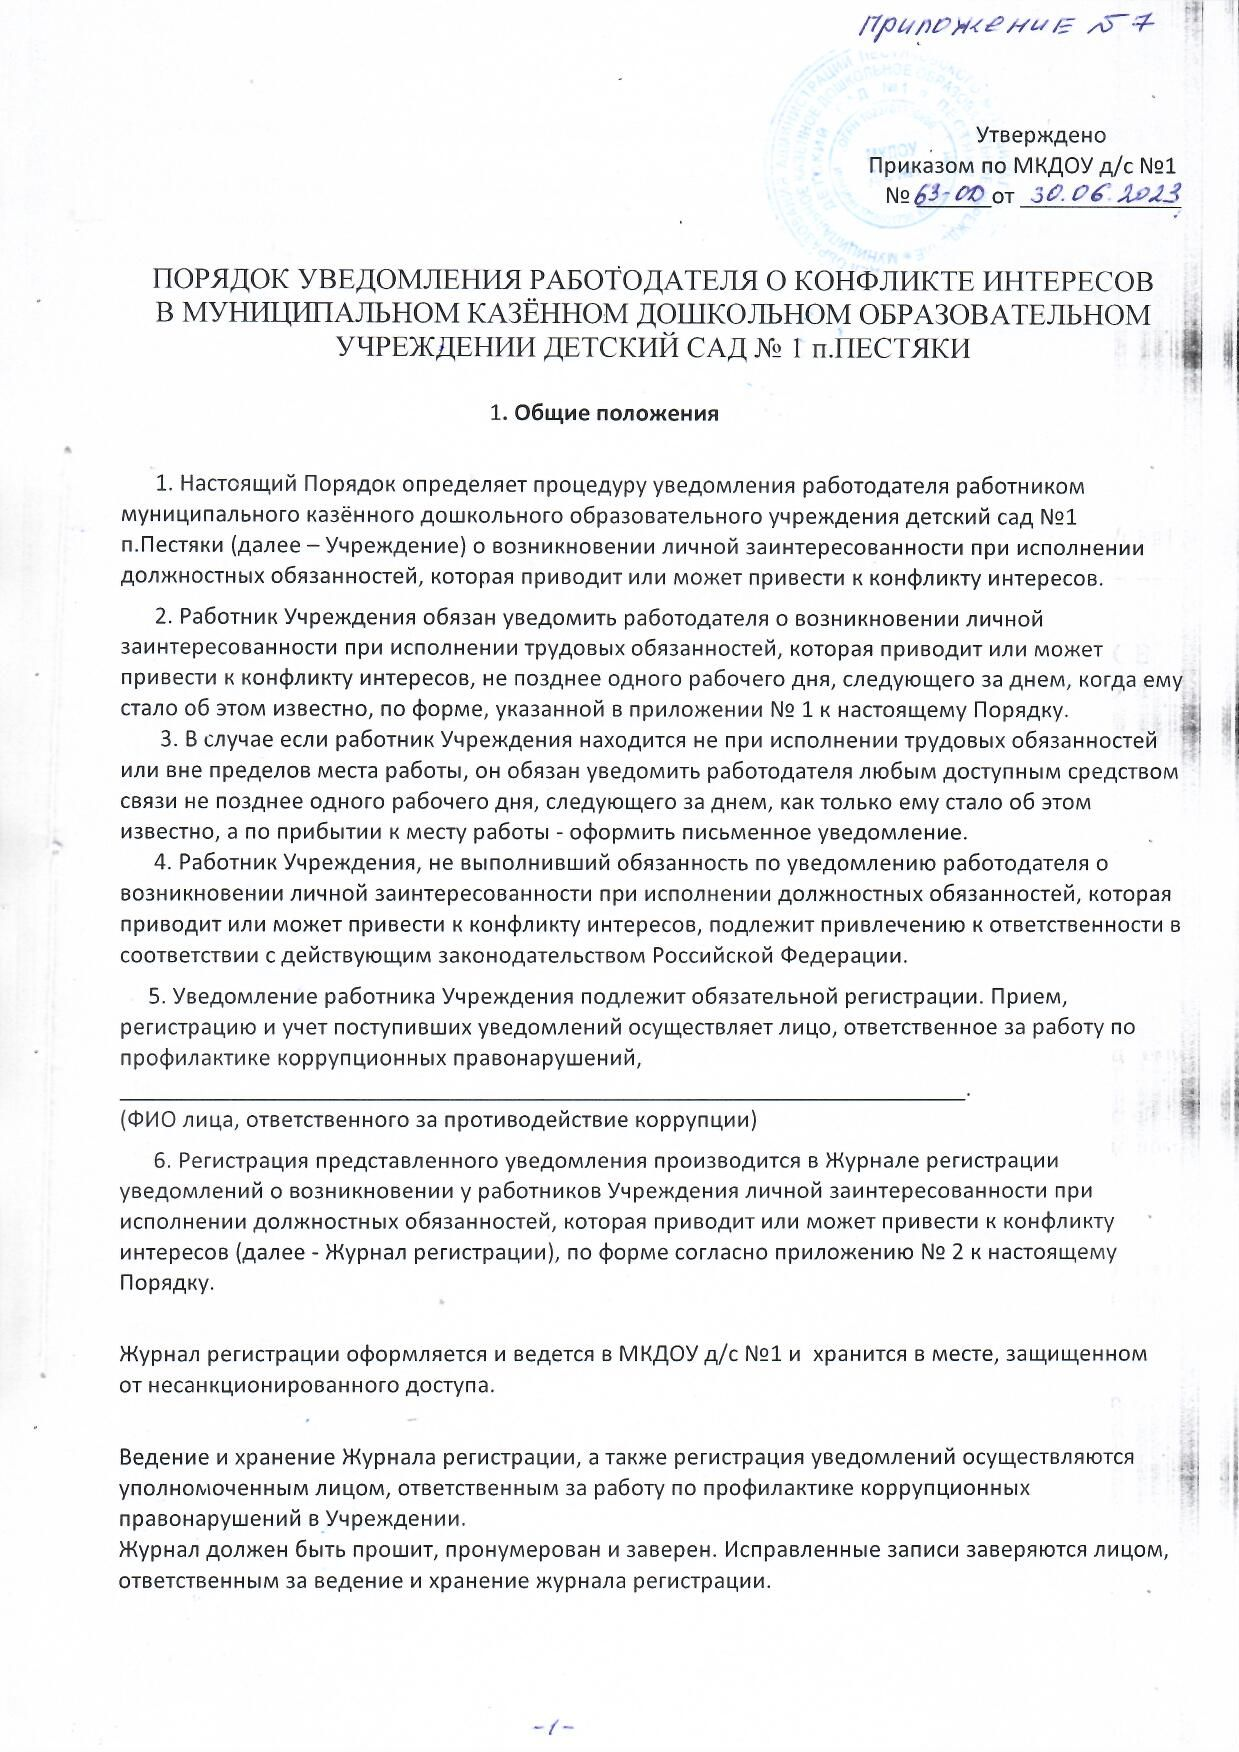 Приложение № 7
Утверждено
Приказом по МКДОУ д/с №1
№ 63-ОД от 30.06.2023
ПОРЯДОК УВЕДОМЛЕНИЯ РАБОТОДАТЕЛЯ О КОНФЛИКТЕ ИНТЕРЕСОВ
В МУНИЦИПАЛЬНОМ КАЗЁННОМ ДОШКОЛЬНОМ ОБРАЗОВАТЕЛЬНОМ
УЧРЕЖДЕНИИ ДЕТСКИЙ САД № 1 п.ПЕСТЯКИ
1. Общие положения
1. Настоящий Порядок определяет процедуру уведомления работодателя работником
муниципального казённого дошкольного образовательного учреждения детский сад №1
п.Пестяки (далее – Учреждение) о возникновении личной заинтересованности при исполнении
должностных обязанностей, которая приводит или может привести к конфликту интересов.
2. Работник Учреждения обязан уведомить работодателя о возникновении личной
заинтересованности при исполнении трудовых обязанностей, которая приводит или может
привести к конфликту интересов, не позднее одного рабочего дня, следующего за днем, когда ему
стало об этом известно, по форме, указанной в приложении № 1 к настоящему Порядку.
3. В случае если работник Учреждения находится не при исполнении трудовых обязанностей
или вне пределов места работы, он обязан уведомить работодателя любым доступным средством
связи не позднее одного рабочего дня, следующего за днем, как только ему стало об этом
известно, а по прибытии к месту работы - оформить письменное уведомление.
4. Работник Учреждения, не выполнивший обязанность по уведомлению работодателя о
возникновении личной заинтересованности при исполнении должностных обязанностей, которая
приводит или может привести к конфликту интересов, подлежит привлечению к ответственности в
соответствии с действующим законодательством Российской Федерации.
5. Уведомление работника Учреждения подлежит обязательной регистрации. Прием,
регистрацию и учет поступивших уведомлений осуществляет лицо, ответственное за работу по
профилактике коррупционных правонарушений,
____________________________________________________________________.
(ФИО лица, ответственного за противодействие коррупции)
6. Регистрация представленного уведомления производится в Журнале регистрации
уведомлений о возникновении у работников Учреждения личной заинтересованности при
исполнении должностных обязанностей, которая приводит или может привести к конфликту
интересов (далее - Журнал регистрации), по форме согласно приложению № 2 к настоящему
Порядку.
Журнал регистрации оформляется и ведется в МКДОУ д/с №1 и  хранится в месте, защищенном
от несанкционированного доступа.
Ведение и хранение Журнала регистрации, а также регистрация уведомлений осуществляются
уполномоченным лицом, ответственным за работу по профилактике коррупционных
правонарушений в Учреждении.
Журнал должен быть прошит, пронумерован и заверен. Исправленные записи заверяются лицом,
ответственным за ведение и хранение журнала регистрации.
-1-